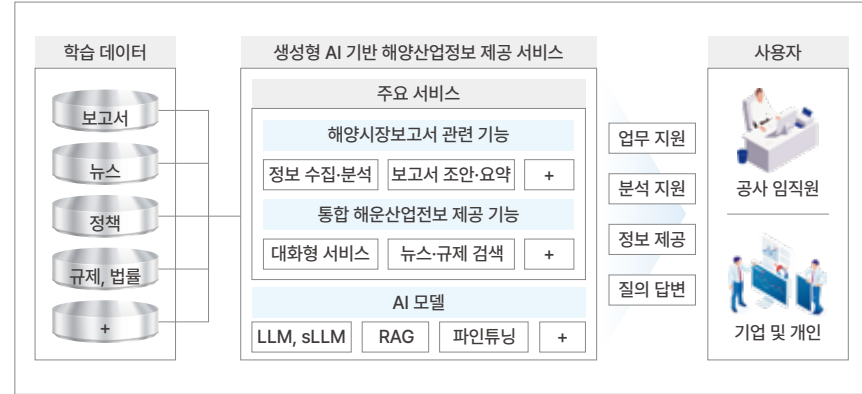 학습 데이터
보고서
뉴스
정책
규제, 법률
+
생성형 AI 기반 해양산업정보 제공 서비스
주요 서비스
해양시장보고서 관련 기능
정보 수집·분석 보고서 조안·요약 +
통합 해운산업전보 제공 기능
대화형 서비스 뉴스·규제 검색 +
AI 모델
LLM, sLLM RAG 파인튜닝 +
업무 지원
분석 지원
정보 제공
질의 답변
사용자
공사 임직원
기업 및 개인